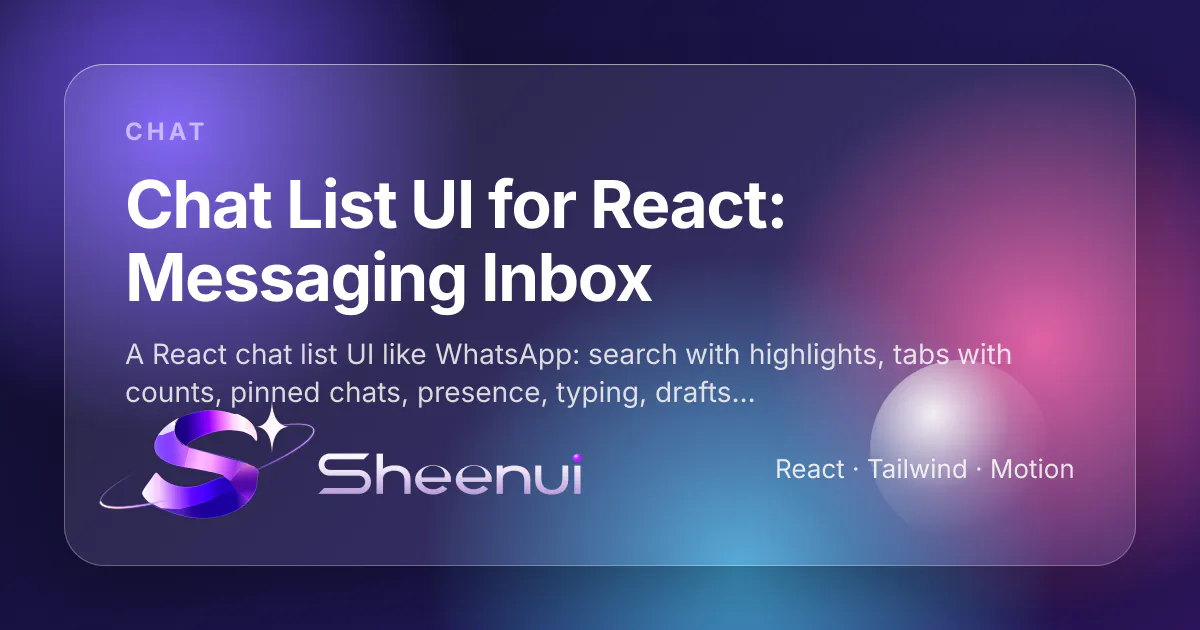 CHAT
Chat List UI for React:
Messaging Inbox
A React chat list UI like WhatsApp: search with highlights, tabs with
counts, pinned chats, presence, typing, drafts...
Sheenui
React · Tailwind · Motion